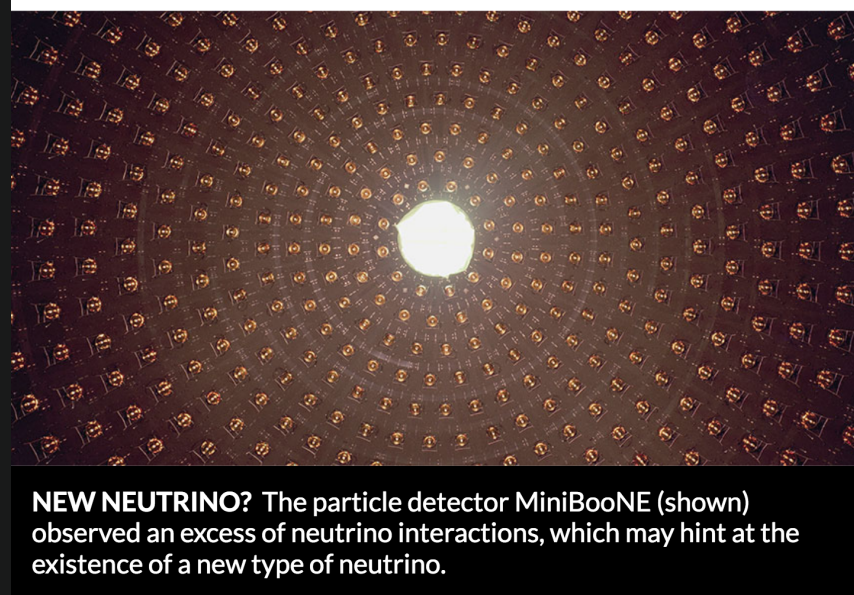 NEW NEUTRINO? The particle detector MiniBooNE (shown)
observed an excess of neutrino interactions, which may hint at the
existence of a new type of neutrino.